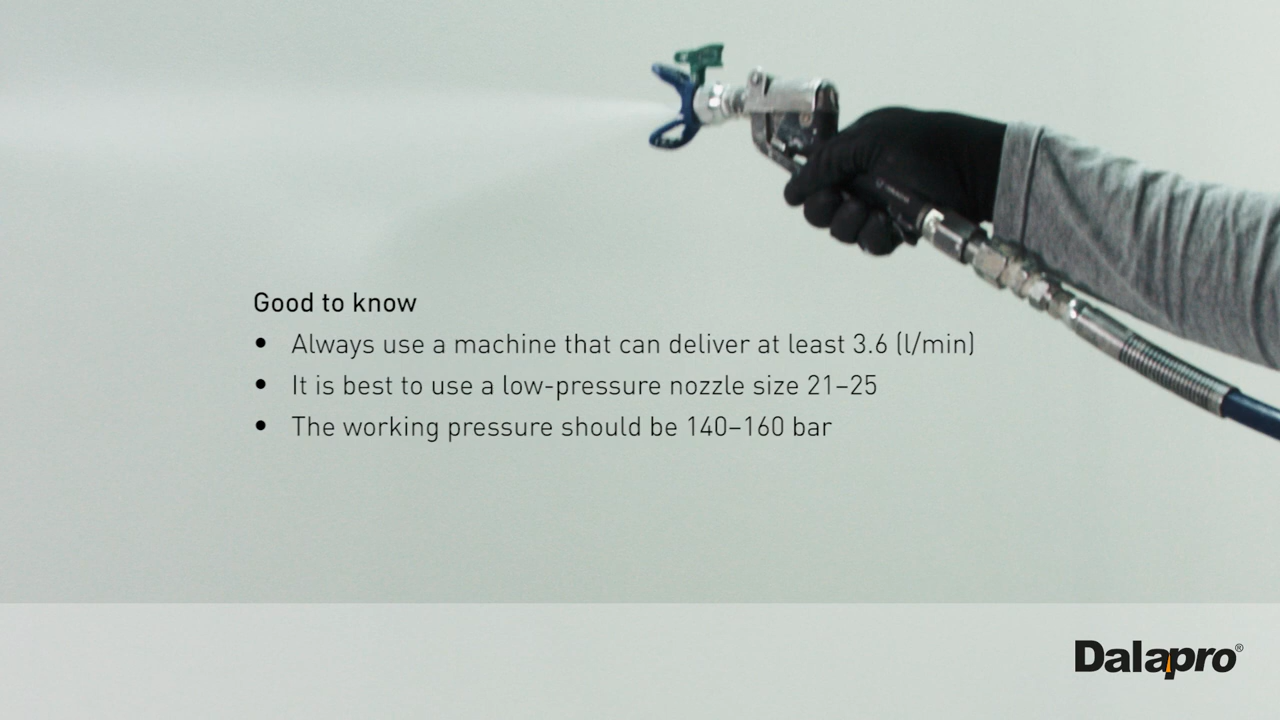 Good to know
• Always use a machine that can deliver at least 3.6 (l/min)
• It is best to use a low-pressure nozzle size 21–25
• The working pressure should be 140–160 bar
Dalapro®